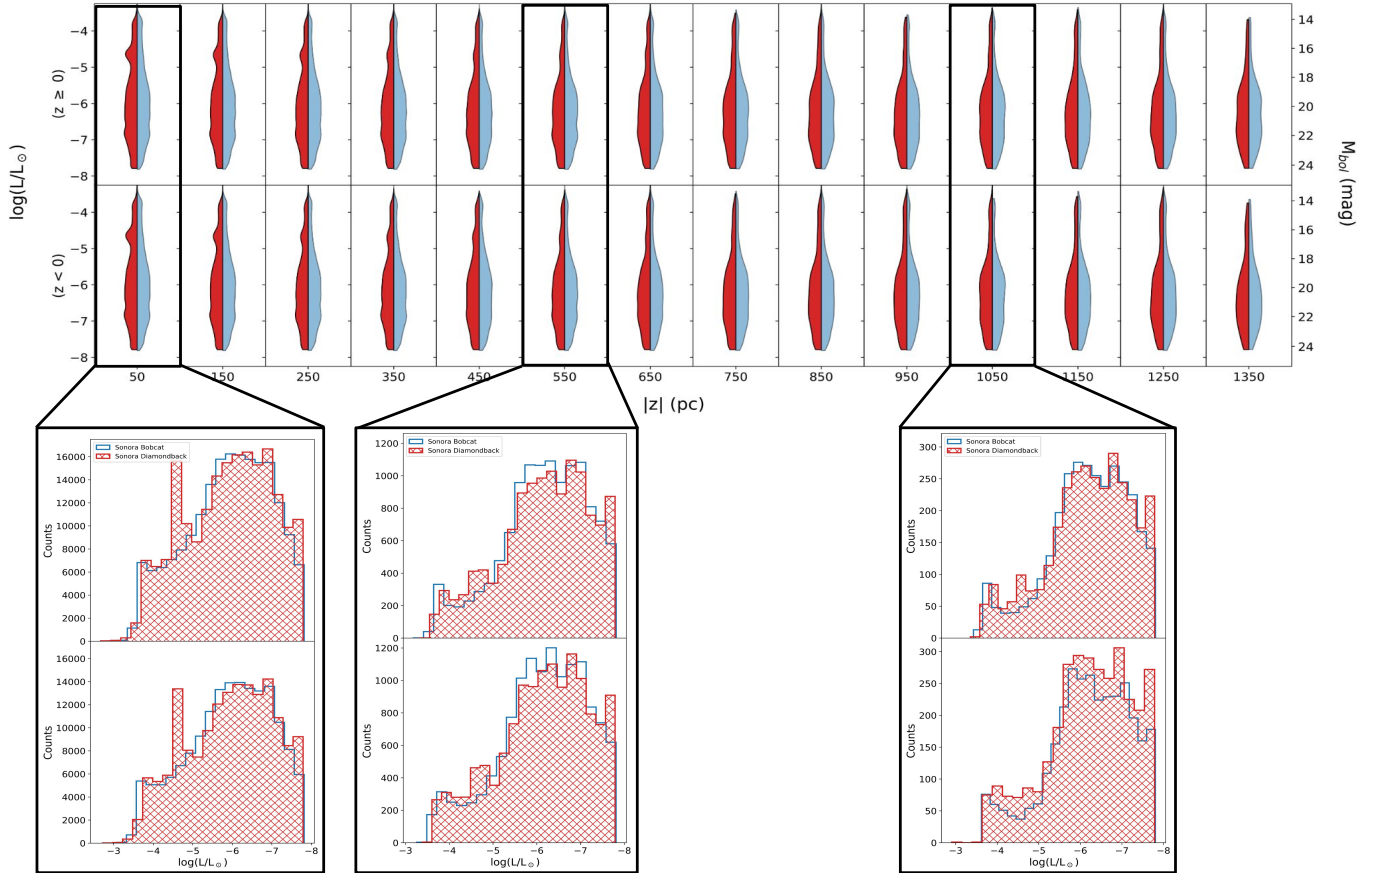 −4
−5
−6
−7
−8
(z ≥ 0)
14
16
18
20
22
24
−4
−5
−6
−7
−8
(z < 0)
14
16
18
20
22
24
log(L/L☉)
M_bol (mag)
50 150 250 350 450 550 650 750 850 950 1050 1150 1250 1350
|z| (pc)
Sonora Bobcat
Sonora Diamondback
16000
14000
12000
10000
8000
6000
4000
2000
0
Counts
16000
14000
12000
10000
8000
6000
4000
2000
0
Counts
−3 −4 −5 −6 −7 −8
log(L/L☉)
Sonora Bobcat
Sonora Diamondback
1200
1000
800
600
400
200
0
Counts
1200
1000
800
600
400
200
0
Counts
−3 −4 −5 −6 −7 −8
log(L/L☉)
Sonora Bobcat
Sonora Diamondback
300
250
200
150
100
50
0
Counts
300
250
200
150
100
50
0
Counts
−3 −4 −5 −6 −7 −8
log(L/L☉)